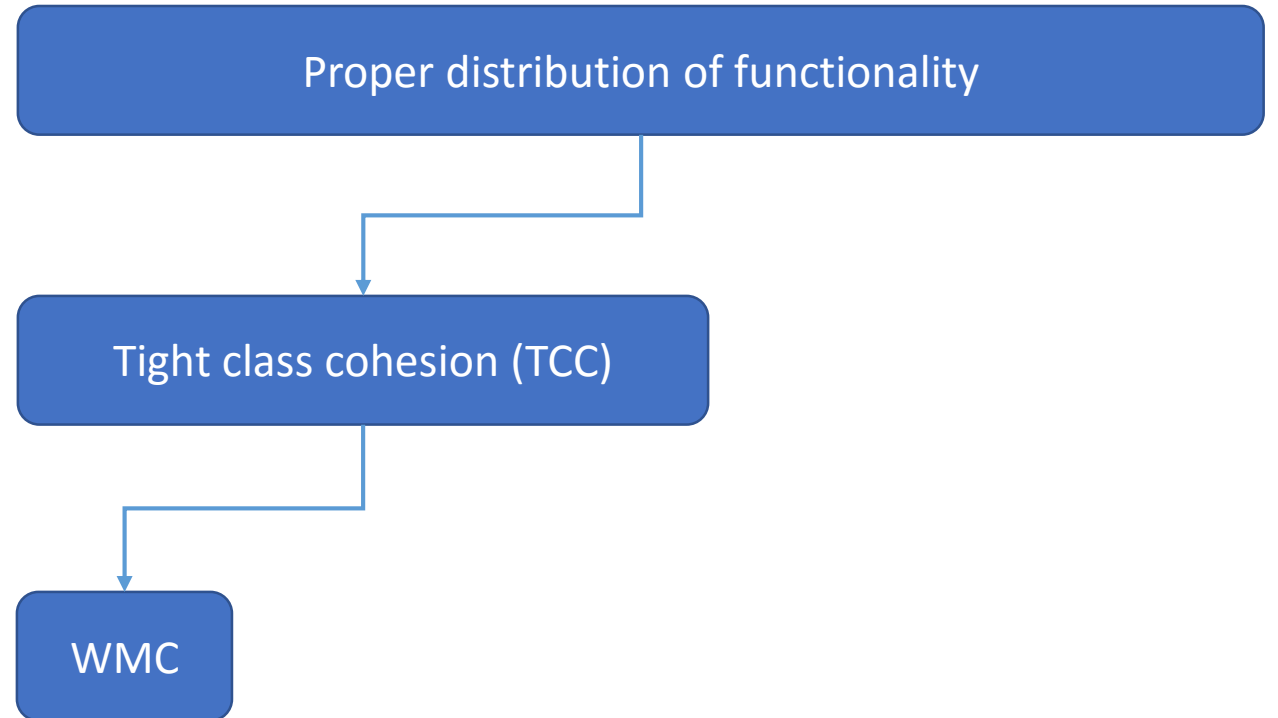 Proper distribution of functionality
Tight class cohesion (TCC)
WMC